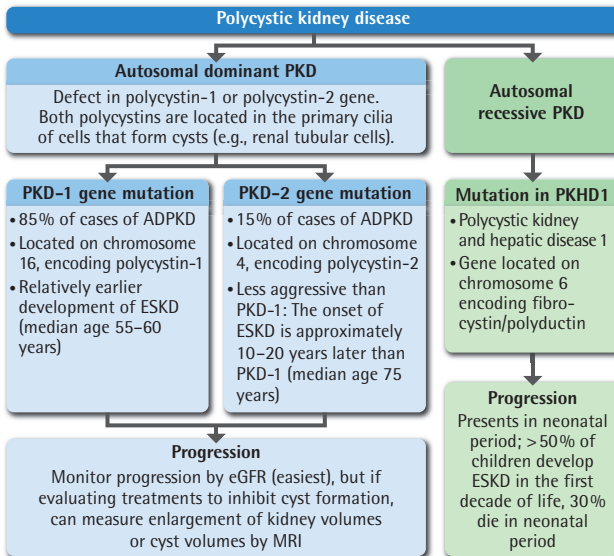 Polycystic kidney disease
Autosomal dominant PKD
Defect in polycystin-1 or polycystin-2 gene.
Both polycystins are located in the primary cilia
of cells that form cysts (e.g., renal tubular cells).
Autosomal
recessive PKD
PKD-1 gene mutation
• 85% of cases of ADPKD
• Located on chromosome
16, encoding polycystin-1
• Relatively earlier
development of ESKD
(median age 55–60
years)
PKD-2 gene mutation
• 15% of cases of ADPKD
• Located on chromosome
4, encoding polycystin-2
• Less aggressive than
PKD-1: The onset of
ESKD is approximately
10–20 years later than
PKD-1 (median age 75
years)
Mutation in PKHD1
• Polycystic kidney
and hepatic disease 1
• Gene located on
chromosome 6
encoding fibro-
cystin/polyductin
Progression
Monitor progression by eGFR (easiest), but if
evaluating treatments to inhibit cyst formation,
can measure enlargement of kidney volumes
or cyst volumes by MRI
Progression
Presents in neonatal
period; >50% of
children develop
ESKD in the first
decade of life, 30%
die in neonatal
period